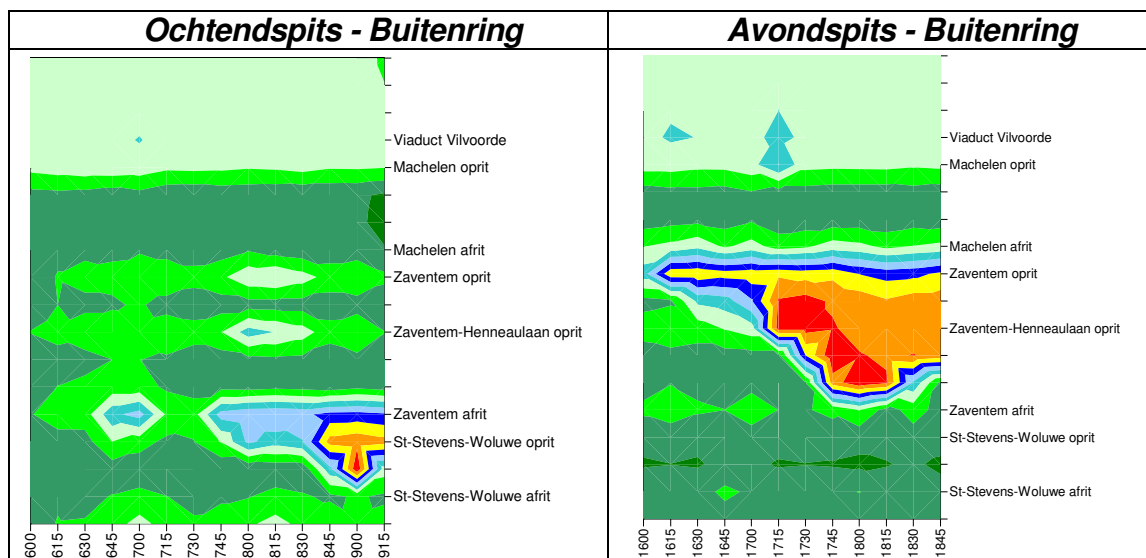 Ochtendspits - Buitenring
Viaduct Vilvoorde
Machelen oprit
Machelen afrit
Zaventem oprit
Zaventem-Henneaulaan oprit
Zaventem afrit
St-Stevens-Woluwe oprit
St-Stevens-Woluwe afrit
600 615 630 645 700 715 730 745 800 815 830 845 900 915
Avondspits - Buitenring
Viaduct Vilvoorde
Machelen oprit
Machelen afrit
Zaventem oprit
Zaventem-Henneaulaan oprit
Zaventem afrit
St-Stevens-Woluwe oprit
St-Stevens-Woluwe afrit
1600 1615 1630 1645 1700 1715 1730 1745 1800 1815 1830 1845